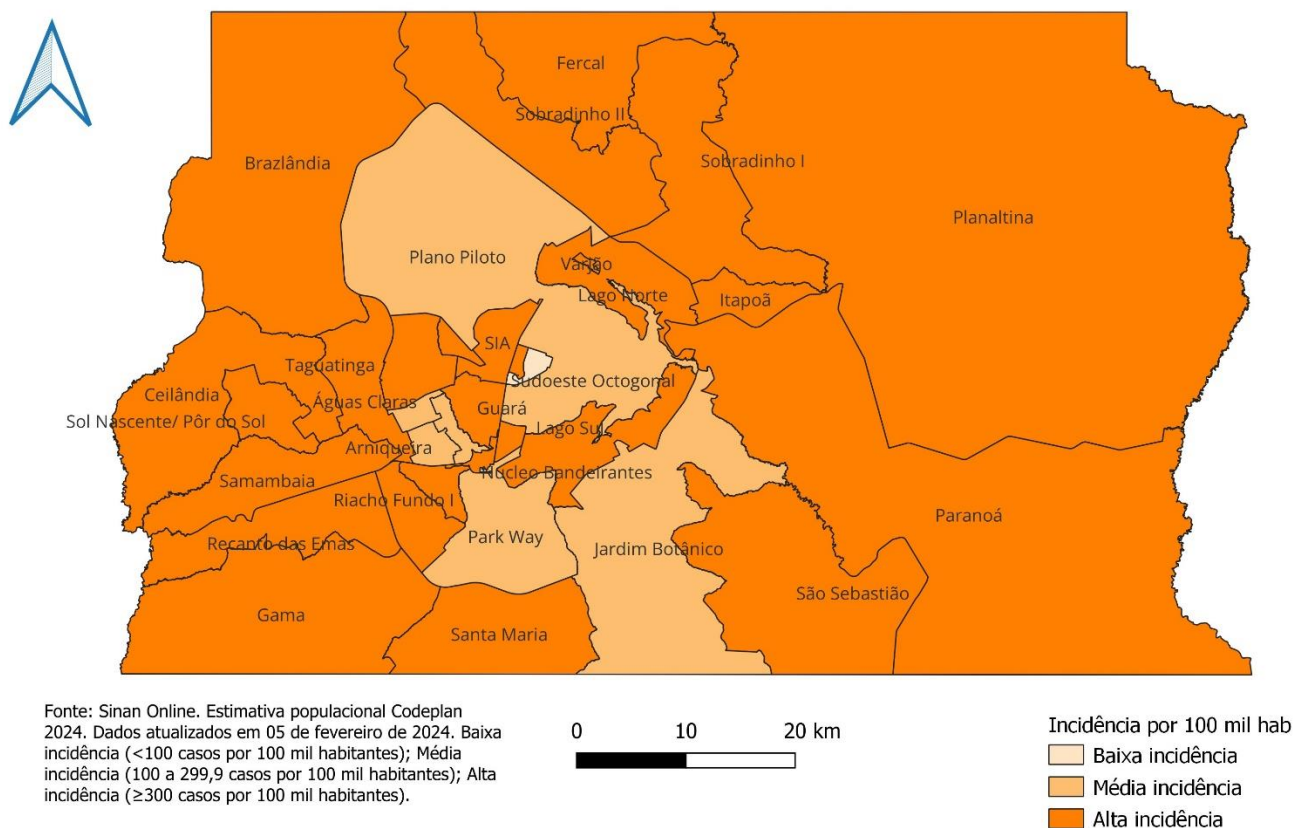 Fercal
Sobradinho II
Brazlândia
Sobradinho I
Planaltina
Plano Piloto
Varjão
Lago Norte
Itapoã
SIA
Taguatinga
Sudoeste Octogonal
Ceilândia
Águas Claras
Guará
Sol Nascente/ Pôr do Sol
Lago Sul
Arniqueira
Núcleo Bandeirantes
Samambaia
Riacho Fundo I
Paranoá
Park Way
Recanto das Emas
Jardim Botânico
São Sebastião
Gama
Santa Maria
Fonte: Sinan Online. Estimativa populacional Codeplan
2024. Dados atualizados em 05 de fevereiro de 2024. Baixa
incidência (<100 casos por 100 mil habitantes); Média
incidência (100 a 299,9 casos por 100 mil habitantes); Alta
incidência (≥300 casos por 100 mil habitantes).
0 10 20 km
Incidência por 100 mil hab
Baixa incidência
Média incidência
Alta incidência